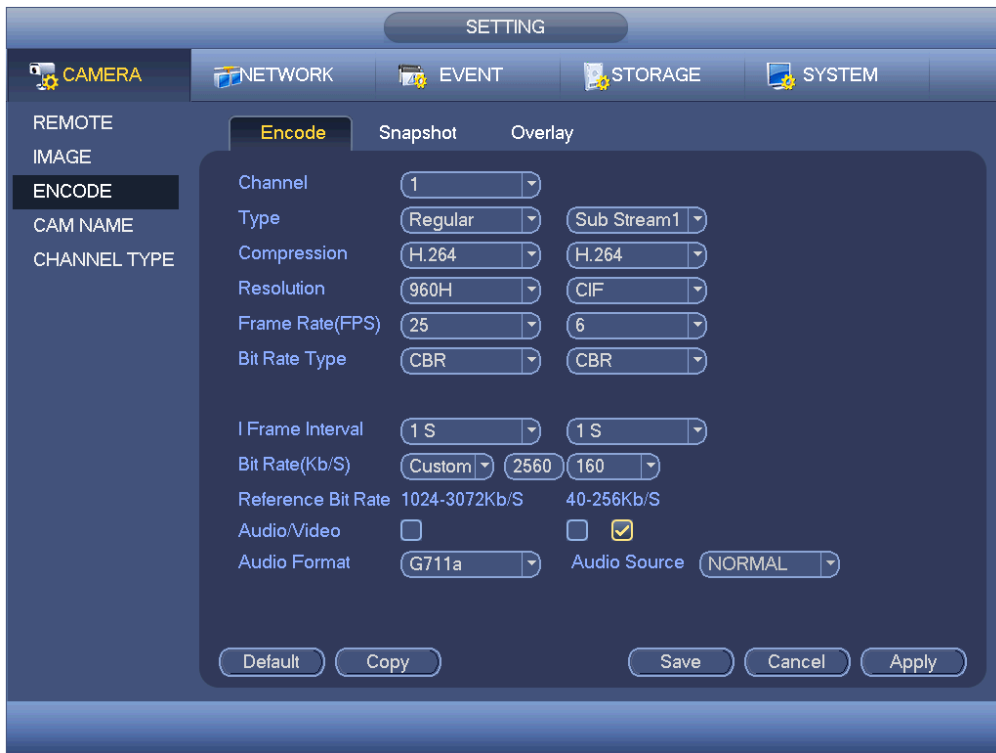 SETTING
CAMERA NETWORK EVENT STORAGE SYSTEM
REMOTE
IMAGE
ENCODE
CAM NAME
CHANNEL TYPE
Encode Snapshot Overlay
Channel 1
Type Regular Sub Stream1
Compression H.264 H.264
Resolution 960H CIF
Frame Rate(FPS) 25 6
Bit Rate Type CBR CBR
I Frame Interval 1 S 1 S
Bit Rate(Kb/S) Custom 2560 160
Reference Bit Rate 1024-3072Kb/S 40-256Kb/S
Audio/Video
Audio Format G711a Audio Source NORMAL
Default Copy Save Cancel Apply